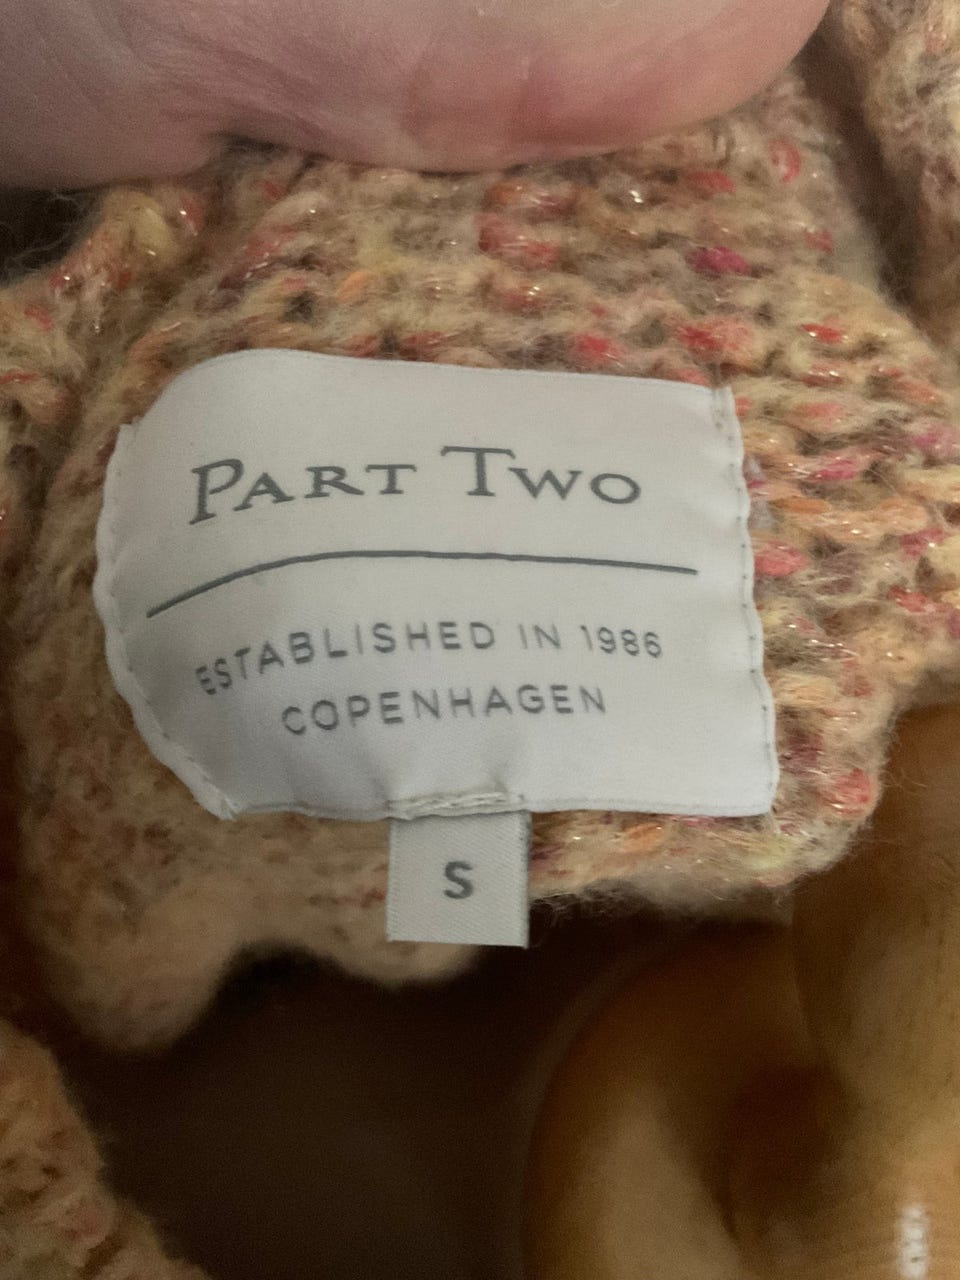 PART TWO
ESTABLISHED IN 1986
COPENHAGEN
S